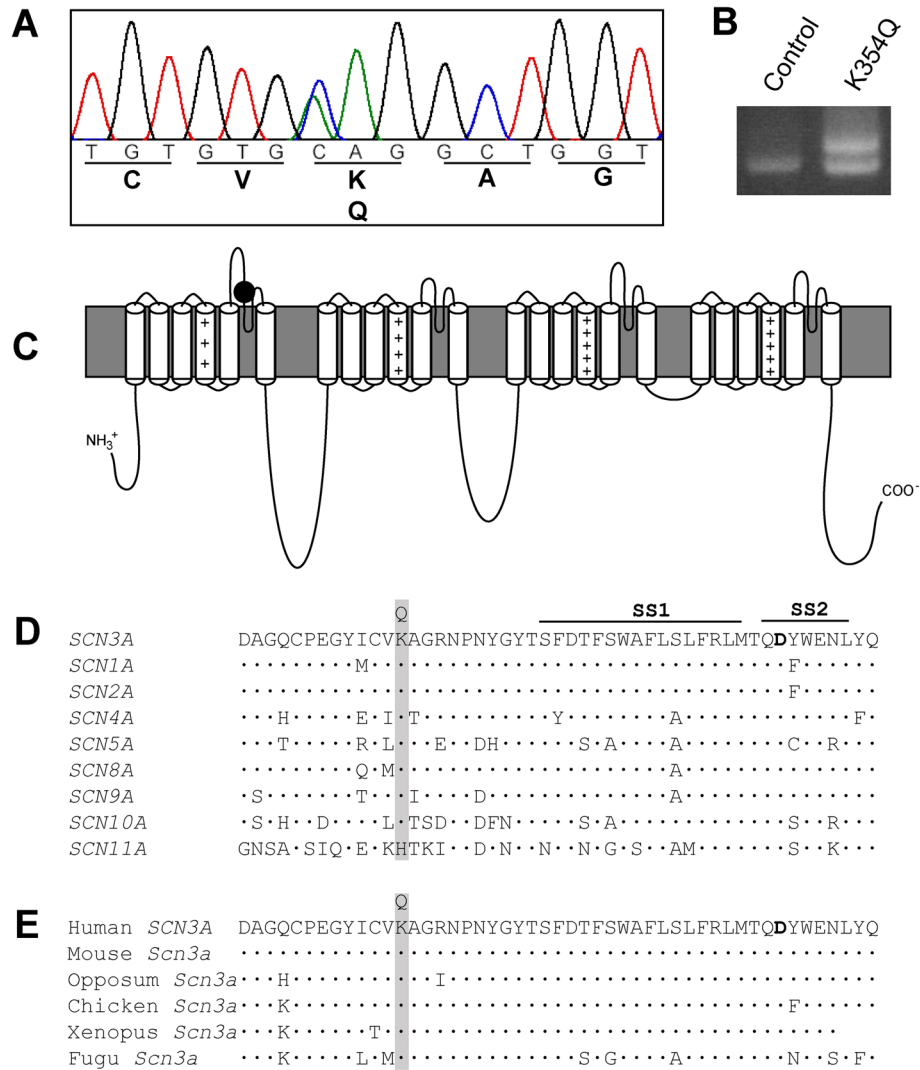 A
B
Control
K354Q
T G T G T G C A G G C T G G T
C V K A G
Q
C
+ + +
+ + + +
+ + + + +
+ + + + +
NH3+
COO-
Q
SS1
SS2
D
SCN3A DAGQCPEGYICVKAGRNPNYGYTSFDTFSWAFLSLFRLMTQDYWENLYQ
SCN1A ·········M································F······
SCN2A ··········································F······
SCN4A ···H·····E·I·T··········Y········A·············F·
SCN5A ···T·····R·L···E··DH······S·A····A········C··R···
SCN8A ·········Q·M·····················A···············
SCN9A ·S·······T···I····D··············A···············
SCN10A ·S·H··D····L·TSD··DFN·····S·A·············S··R···
SCN11A GNSA·SIQ·E·KHTKI··D·N··N··N·G·S··AM·······S··K···
Q
E
Human SCN3A DAGQCPEGYICVKAGRNPNYGYTSFDTFSWAFLSLFRLMTQDYWENLYQ
Mouse Scn3a ·················································
Opposum Scn3a ···H···········I·································
Chicken Scn3a ···K······································F······
Xenopus Scn3a ···K······T···································
Fugu Scn3a ···K·····L·M··············S·G····A········N··S·F·